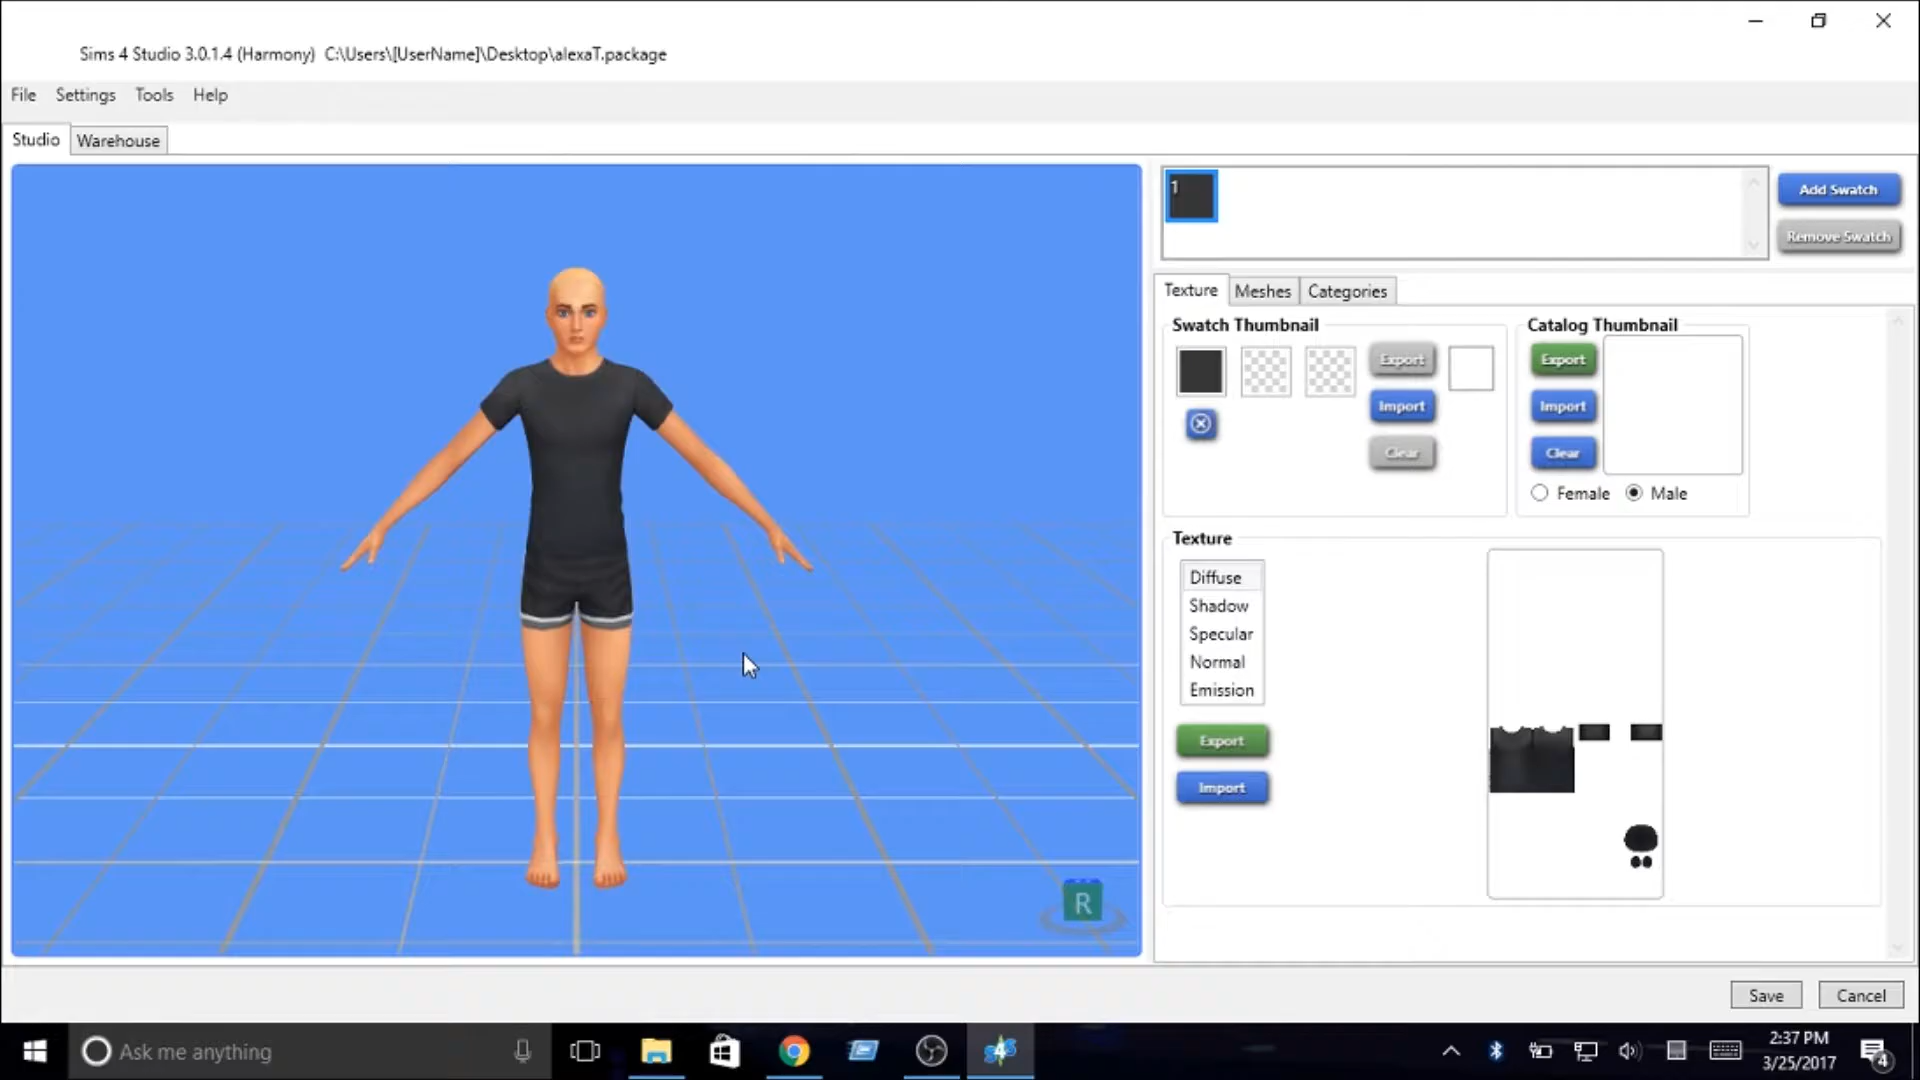 Sims 4 Studio 3.0.1.4 (Harmony)  C:\Users\[UserName]\Desktop\alexaT.package
File Settings Tools Help
Studio Warehouse
1
Add Swatch
Remove Swatch
Texture Meshes Categories
Swatch Thumbnail
Export
Import
Clear
Catalog Thumbnail
Export
Import
Clear
Female Male
Texture
Diffuse
Shadow
Specular
Normal
Emission
Export
Import
R
Save Cancel
Ask me anything
S4S
2:37 PM
3/25/2017
4